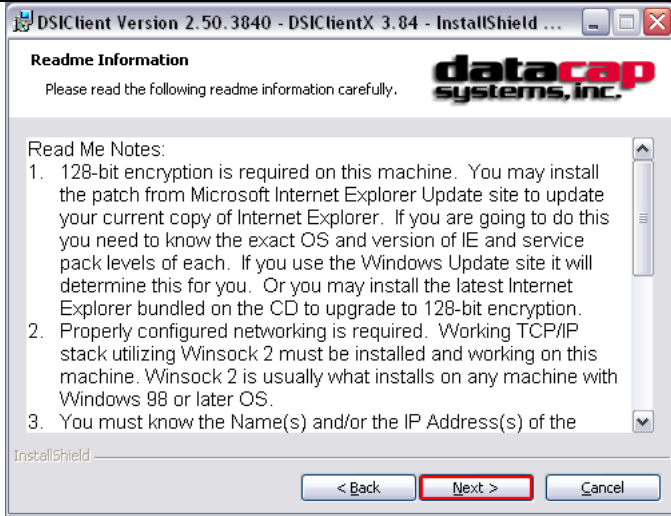 DSIClient Version 2.50.3840 - DSIClientX 3.84 - InstallShield ...
Readme Information
Please read the following readme information carefully.
datacap
systems, inc.
Read Me Notes:
1. 128-bit encryption is required on this machine. You may install
the patch from Microsoft Internet Explorer Update site to update
your current copy of Internet Explorer. If you are going to do this
you need to know the exact OS and version of IE and service
pack levels of each. If you use the Windows Update site it will
determine this for you. Or you may install the latest Internet
Explorer bundled on the CD to upgrade to 128-bit encryption.
2. Properly configured networking is required. Working TCP/IP
stack utilizing Winsock 2 must be installed and working on this
machine. Winsock 2 is usually what installs on any machine with
Windows 98 or later OS.
3. You must know the Name(s) and/or the IP Address(s) of the
InstallShield
< Back Next > Cancel